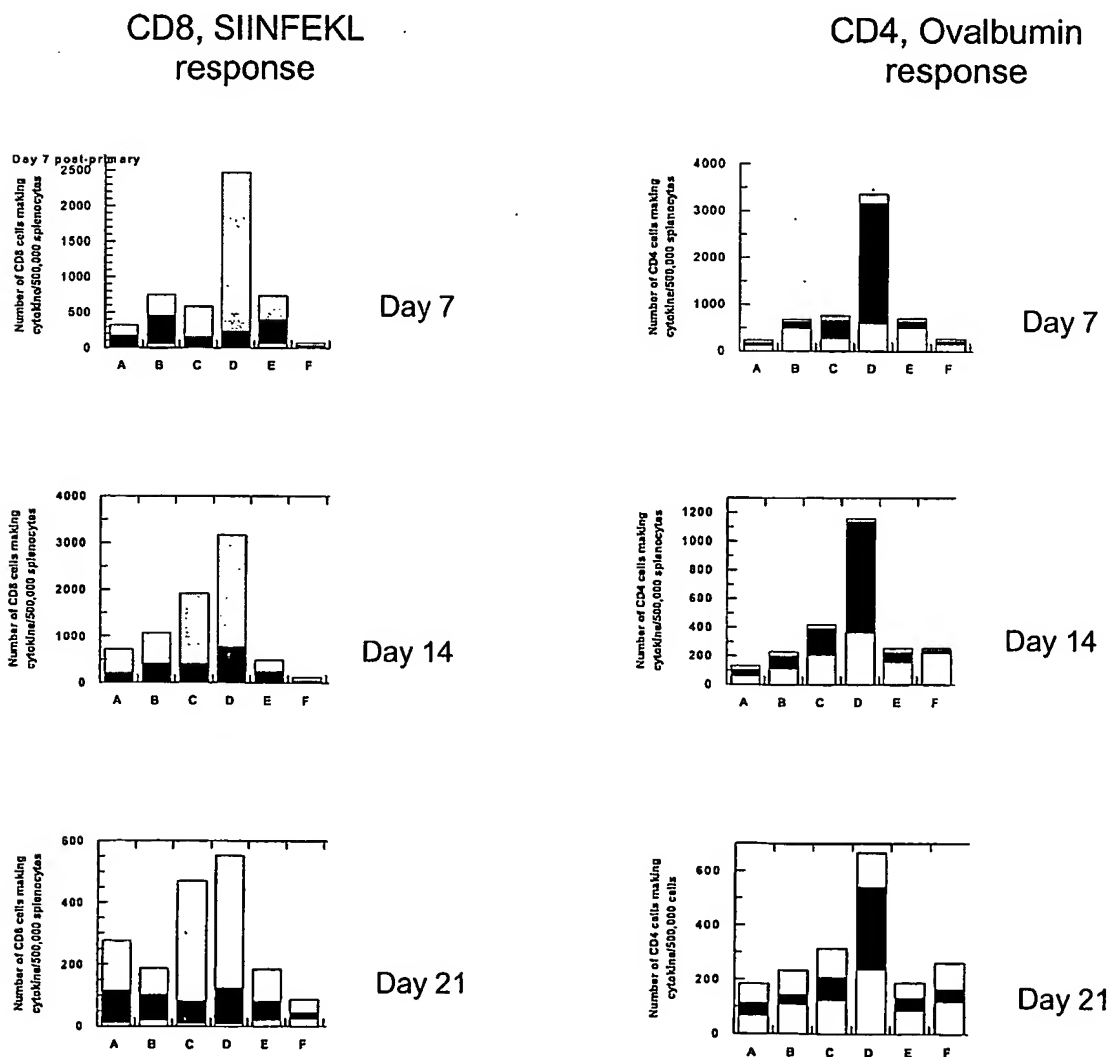 CD8, SIINFEKL
response
CD4, Ovalbumin
response
Day 7 post-primary
Number of CD8 cells making
cytokino/500,000 splenocytas
2500
2000
1500
1000
500
0
A B C D E F
Day 7
Number of CD4 cells making
cytokine/500,000 splenocytes
4000
3000
2000
1000
0
A B C D E F
Day 7
Number of CD8 cells making
cytokine/500,000 splenocytes
4000
3000
2000
1000
0
A B C D E F
Day 14
Number of CD4 cells making
cytokine/500,000 splenocytes
1200
1000
800
600
400
200
0
A B C D E F
Day 14
Number of CD8 cells making
cytokine/500,000 splenocytes
600
400
200
0
A B C D E F
Day 21
Number of CD4 cells making
cytokine/500,000 cells
600
400
200
0
A B C D E F
Day 21